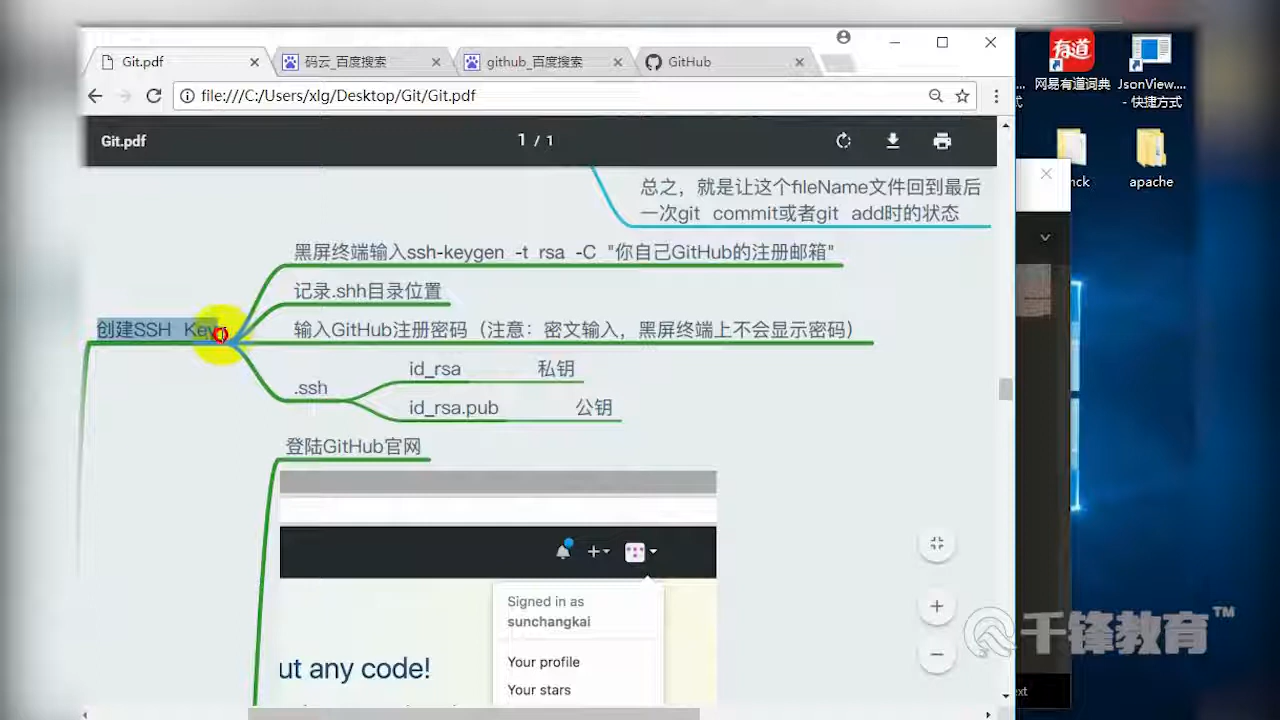 Git.pdf
码云_百度搜索
github_百度搜索
GitHub
file:///C:/Users/xlg/Desktop/Git/Git.pdf
Git.pdf
1 / 1
总之，就是让这个fileName文件回到最后
一次git commit或者git add时的状态
黑屏终端输入ssh-keygen -t rsa -C "你自己GitHub的注册邮箱"
记录.shh目录位置
创建SSH Key
输入GitHub注册密码（注意：密文输入，黑屏终端上不会显示密码）
.ssh
id_rsa 私钥
id_rsa.pub 公钥
登陆GitHub官网
Signed in as
sunchangkai
ut any code!
Your profile
Your stars
有道
网易有道词典
JsonView....
- 快捷方式
apache
千锋教育™